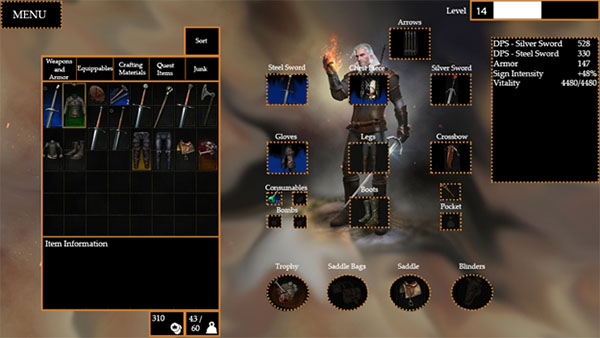 MENU
Level 14
Sort
Arrows
Weapons and Armor
Equippables
Crafting Materials
Quest Items
Junk
Steel Sword
Chest Piece
Silver Sword
DPS - Silver Sword 528
DPS - Steel Sword 330
Armor 147
Sign Intensity +48%
Vitality 4480/4480
Gloves
Legs
Crossbow
Consumables
Boots
Bombs
Pocket
Item Information
Trophy
Saddle Bags
Saddle
Blinders
310
43 /
60